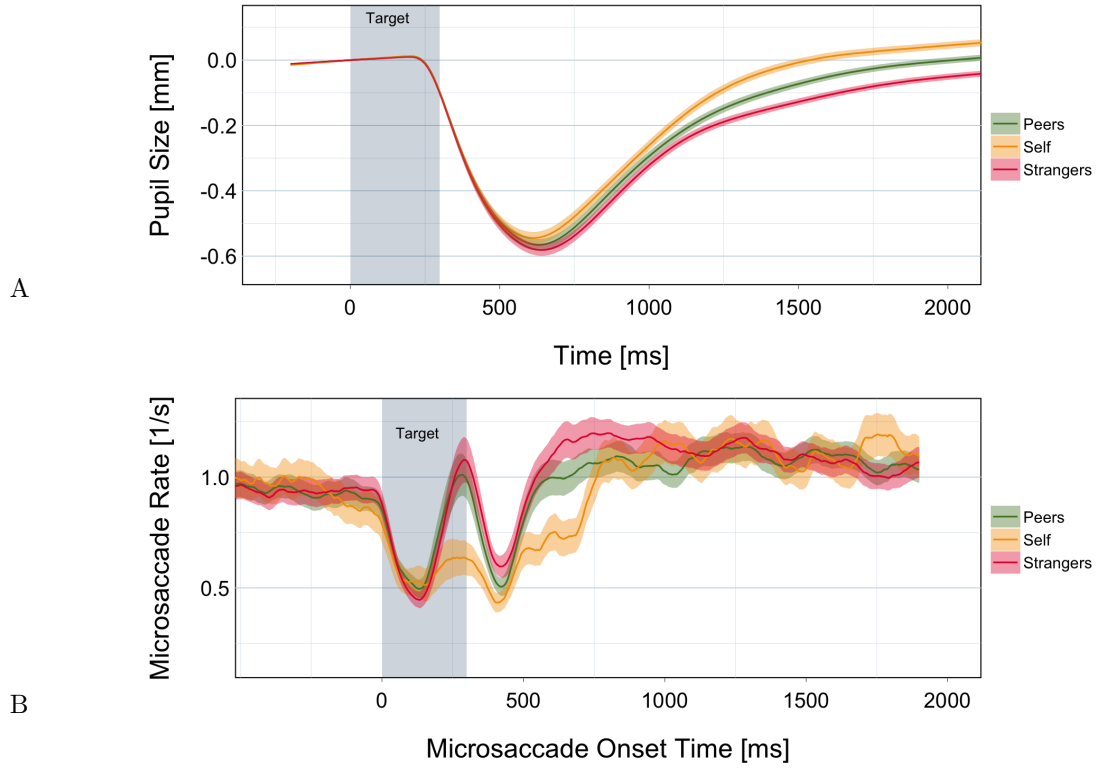 Target
Pupil Size [mm]
0.0
-0.2
-0.4
-0.6
0
500
1000
1500
2000
Time [ms]
Peers
Self
Strangers
A
Target
Microsaccade Rate [1/s]
1.0
0.5
0
500
1000
1500
2000
Microsaccade Onset Time [ms]
Peers
Self
Strangers
B